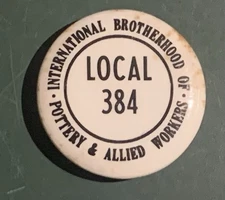 · INTERNATIONAL BROTHERHOOD OF ·
POTTERY & ALLIED WORKERS
LOCAL
384